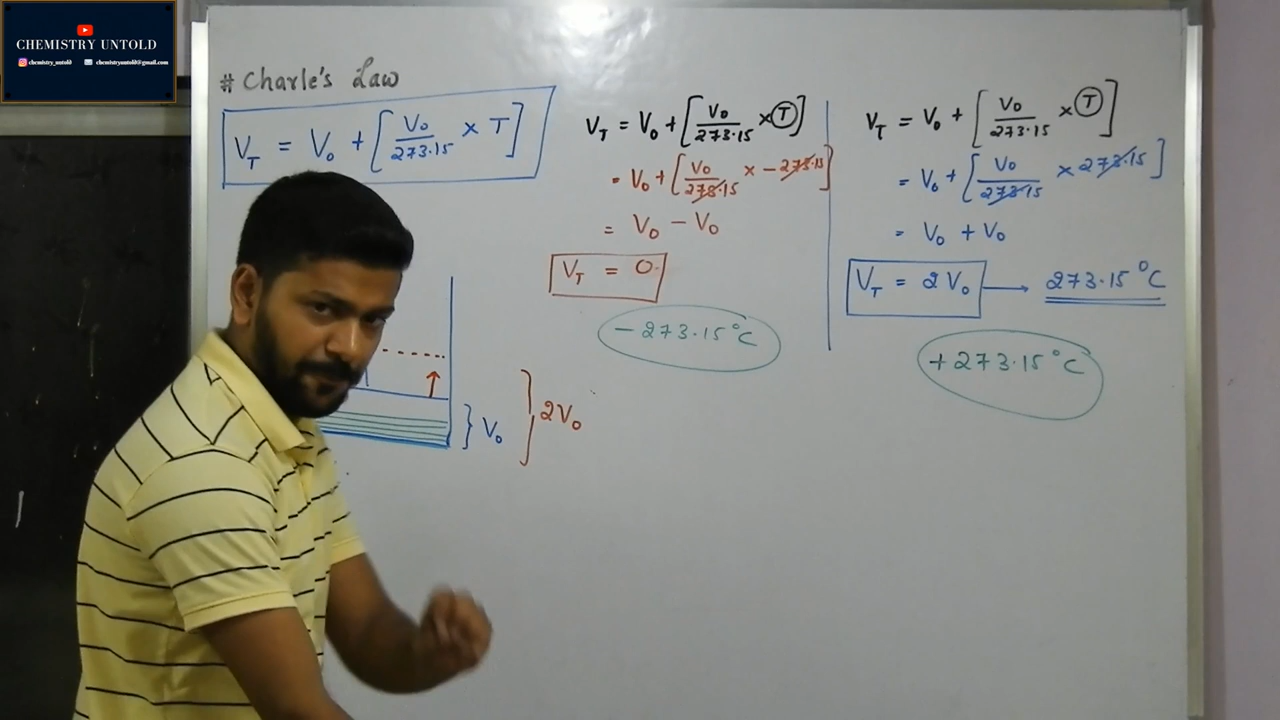 CHEMISTRY UNTOLD
chemistry_untold chemistryuntold@gmail.com
# Charle's Law
V_T = V_0 + [V_0/273.15 × T]
V_T = V_0 + [V_0/273.15 × T]
= V_0 + [V_0/273.15 × -273.15]
= V_0 - V_0
V_T = 0.
-273.15°C
V_T = V_0 + [V_0/273.15 × T]
= V_0 + [V_0/273.15 × 273.15]
= V_0 + V_0
V_T = 2V_0 → 273.15°C
+273.15°C
} V_0 } 2V_0